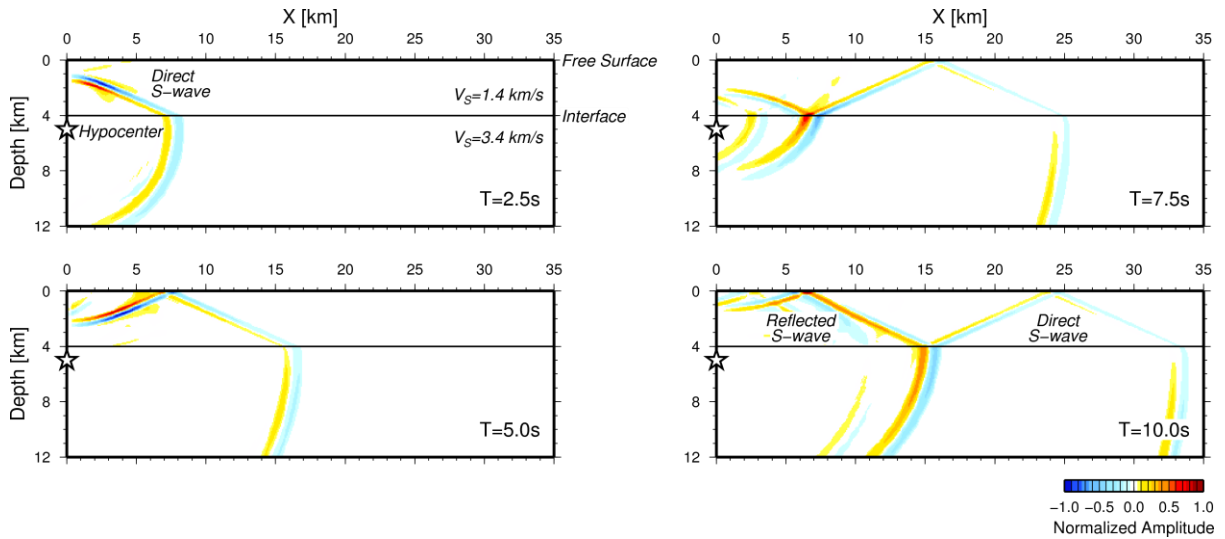 X [km]
X [km]
0 5 10 15 20 25 30 35
0 5 10 15 20 25 30 35
0
Direct
S−wave
Free Surface
0
VS=1.4 km/s
4
Interface
4
Hypocenter
VS=3.4 km/s
Depth [km]
8
8
T=2.5s
T=7.5s
12
12
0 5 10 15 20 25 30 35
0 5 10 15 20 25 30 35
0
0
Reflected
S−wave
Direct
S−wave
4
4
Depth [km]
8
8
T=5.0s
T=10.0s
12
12
−1.0 −0.5 0.0 0.5 1.0
Normalized Amplitude